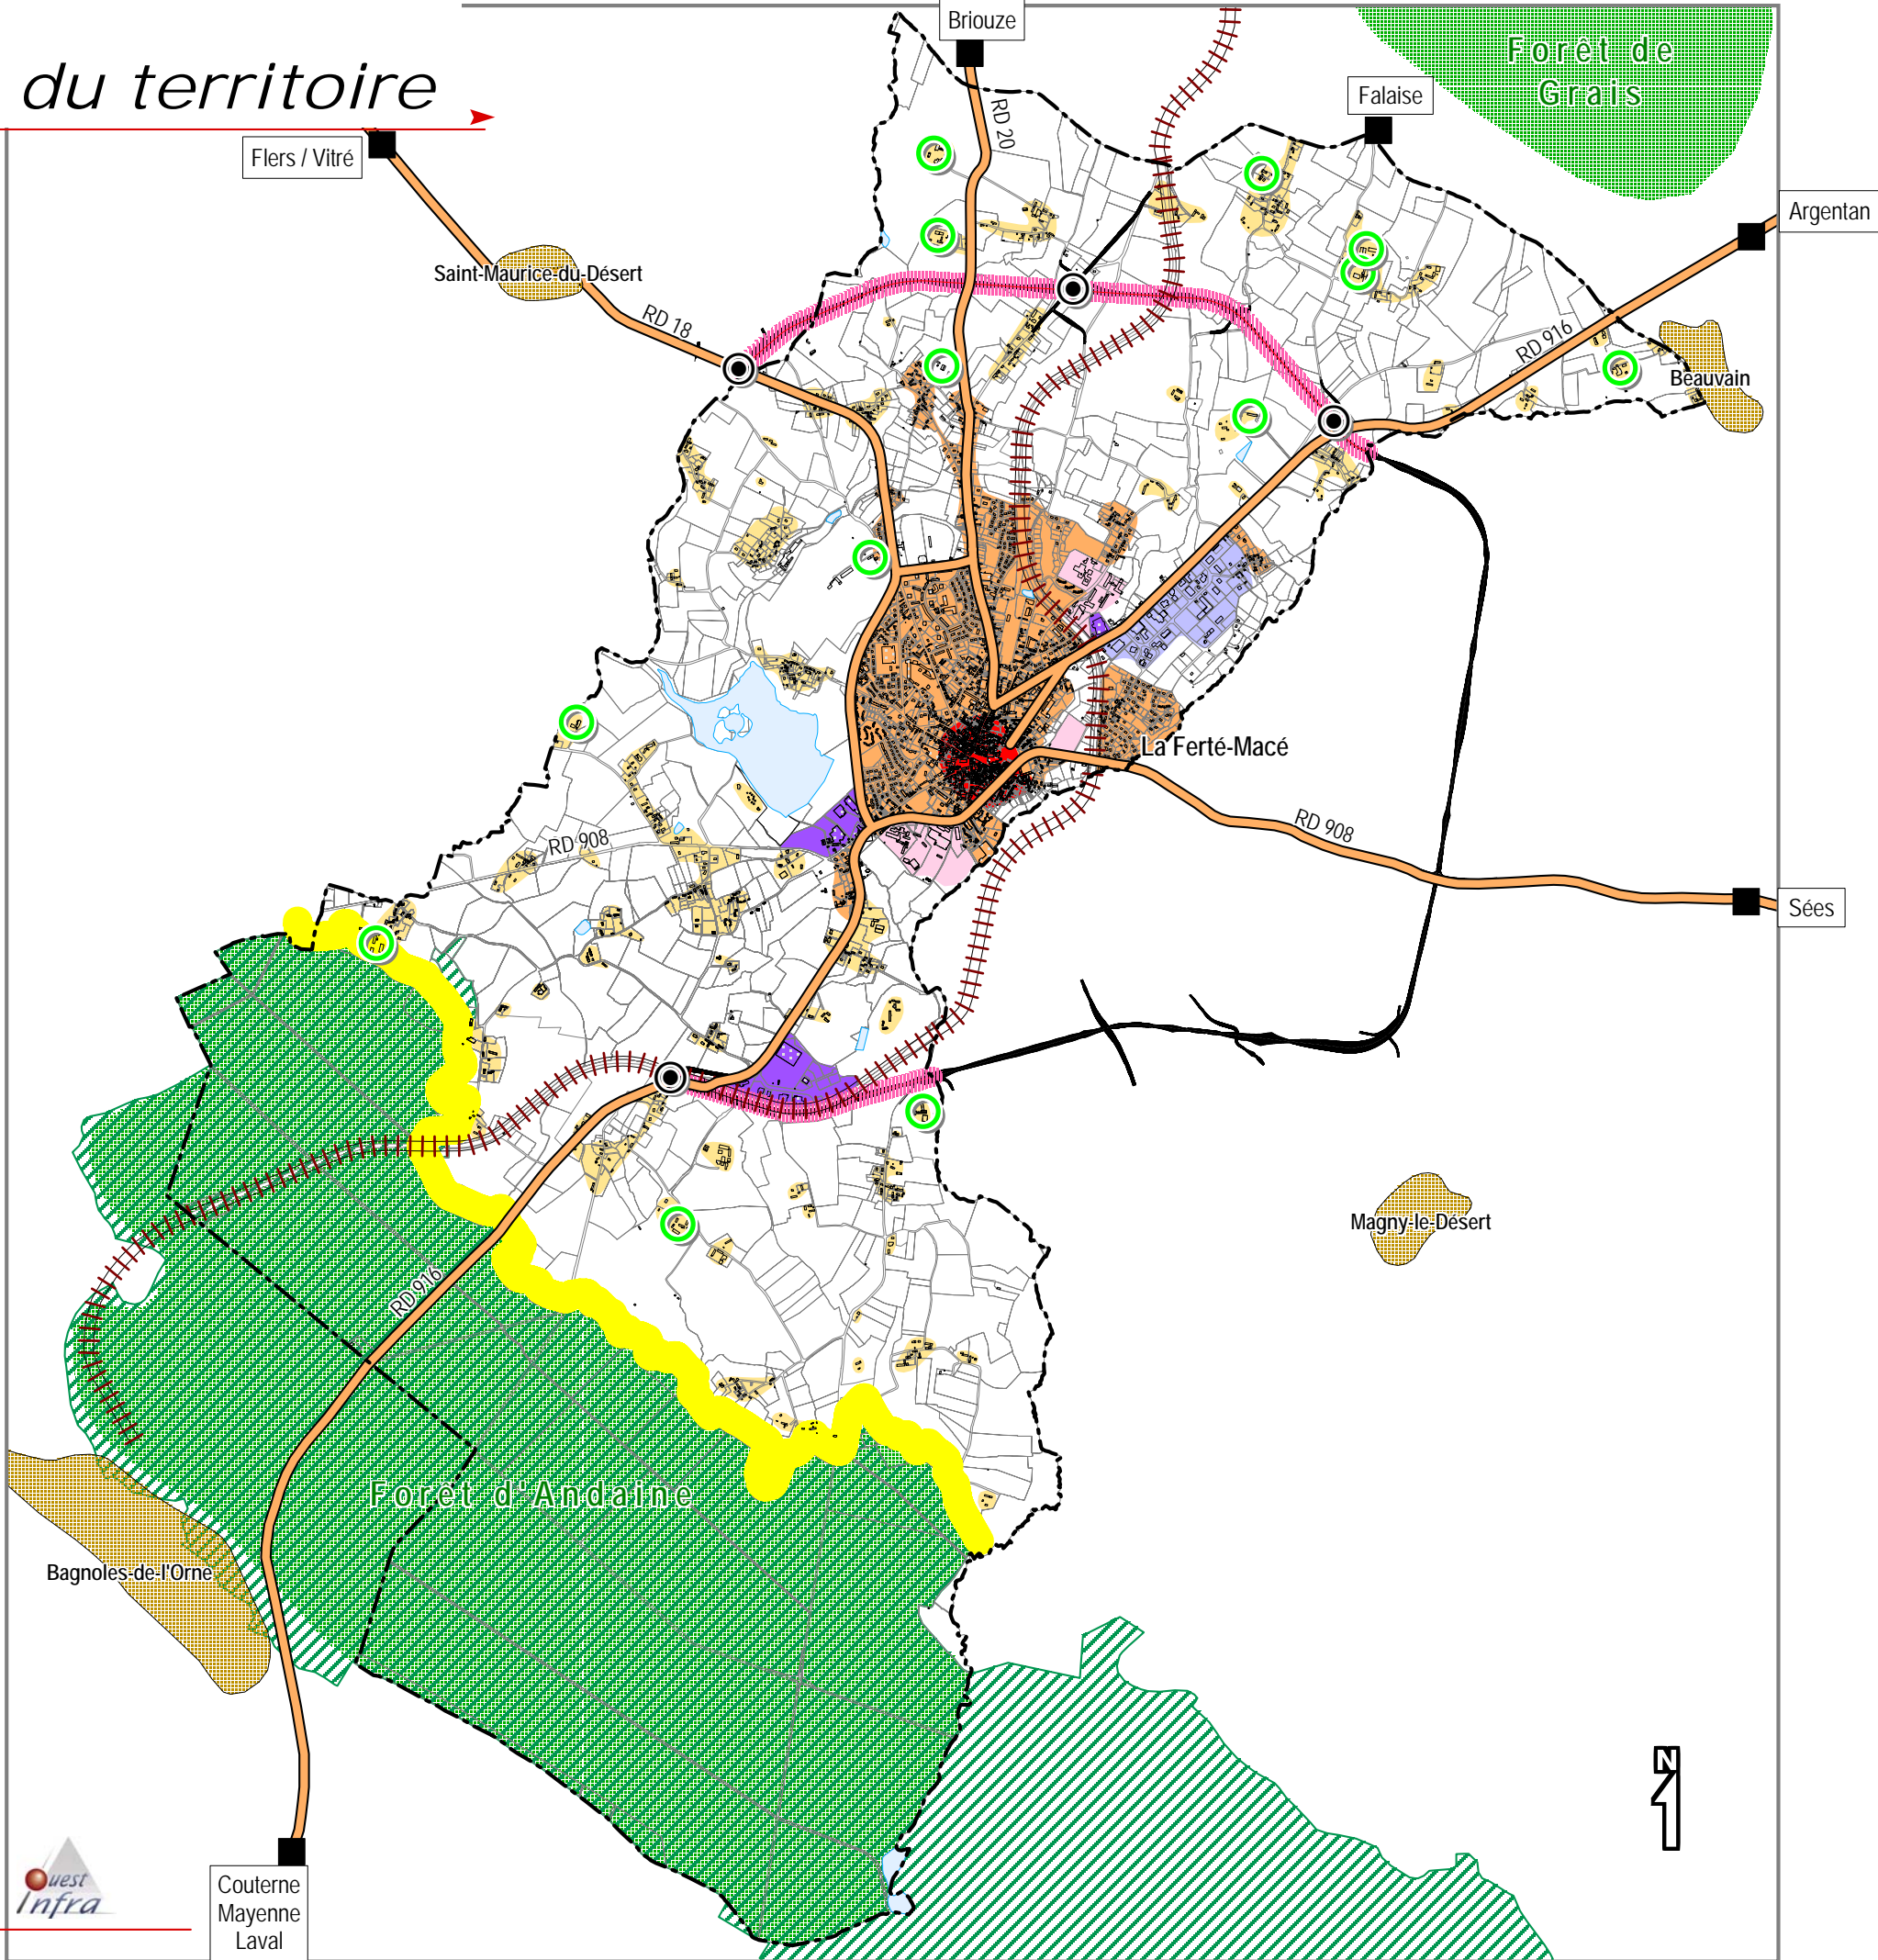 du territoire
Briouze
Forêt de
Grais
Falaise
RD 20
Flers / Vitré
Argentan
Saint-Maurice-du-Désert
RD 18
RD 916
Beauvain
La Ferté-Macé
RD 908
RD 908
Sées
Magny-le-Désert
RD 916
Forêt d'Andaine
Bagnoles-de-l'Orne
N
Ouest
Infra
Couterne
Mayenne
Laval